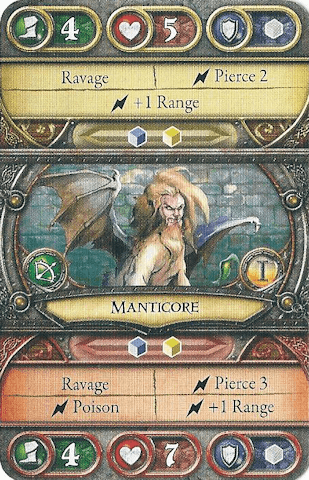 4 5
Ravage Pierce 2
+1 Range
I
MANTICORE
Ravage Pierce 3
Poison +1 Range
4 7